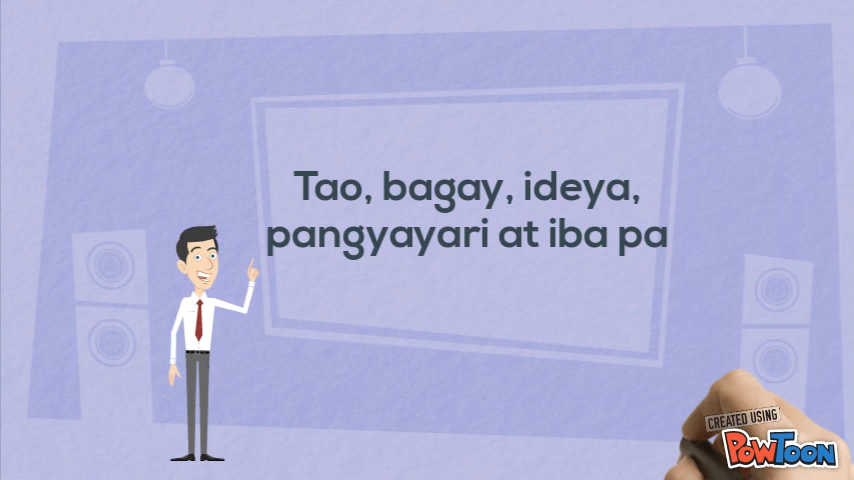 Tao, bagay, ideya,
pangyayari at iba pa
CREATED USING
POWTOON